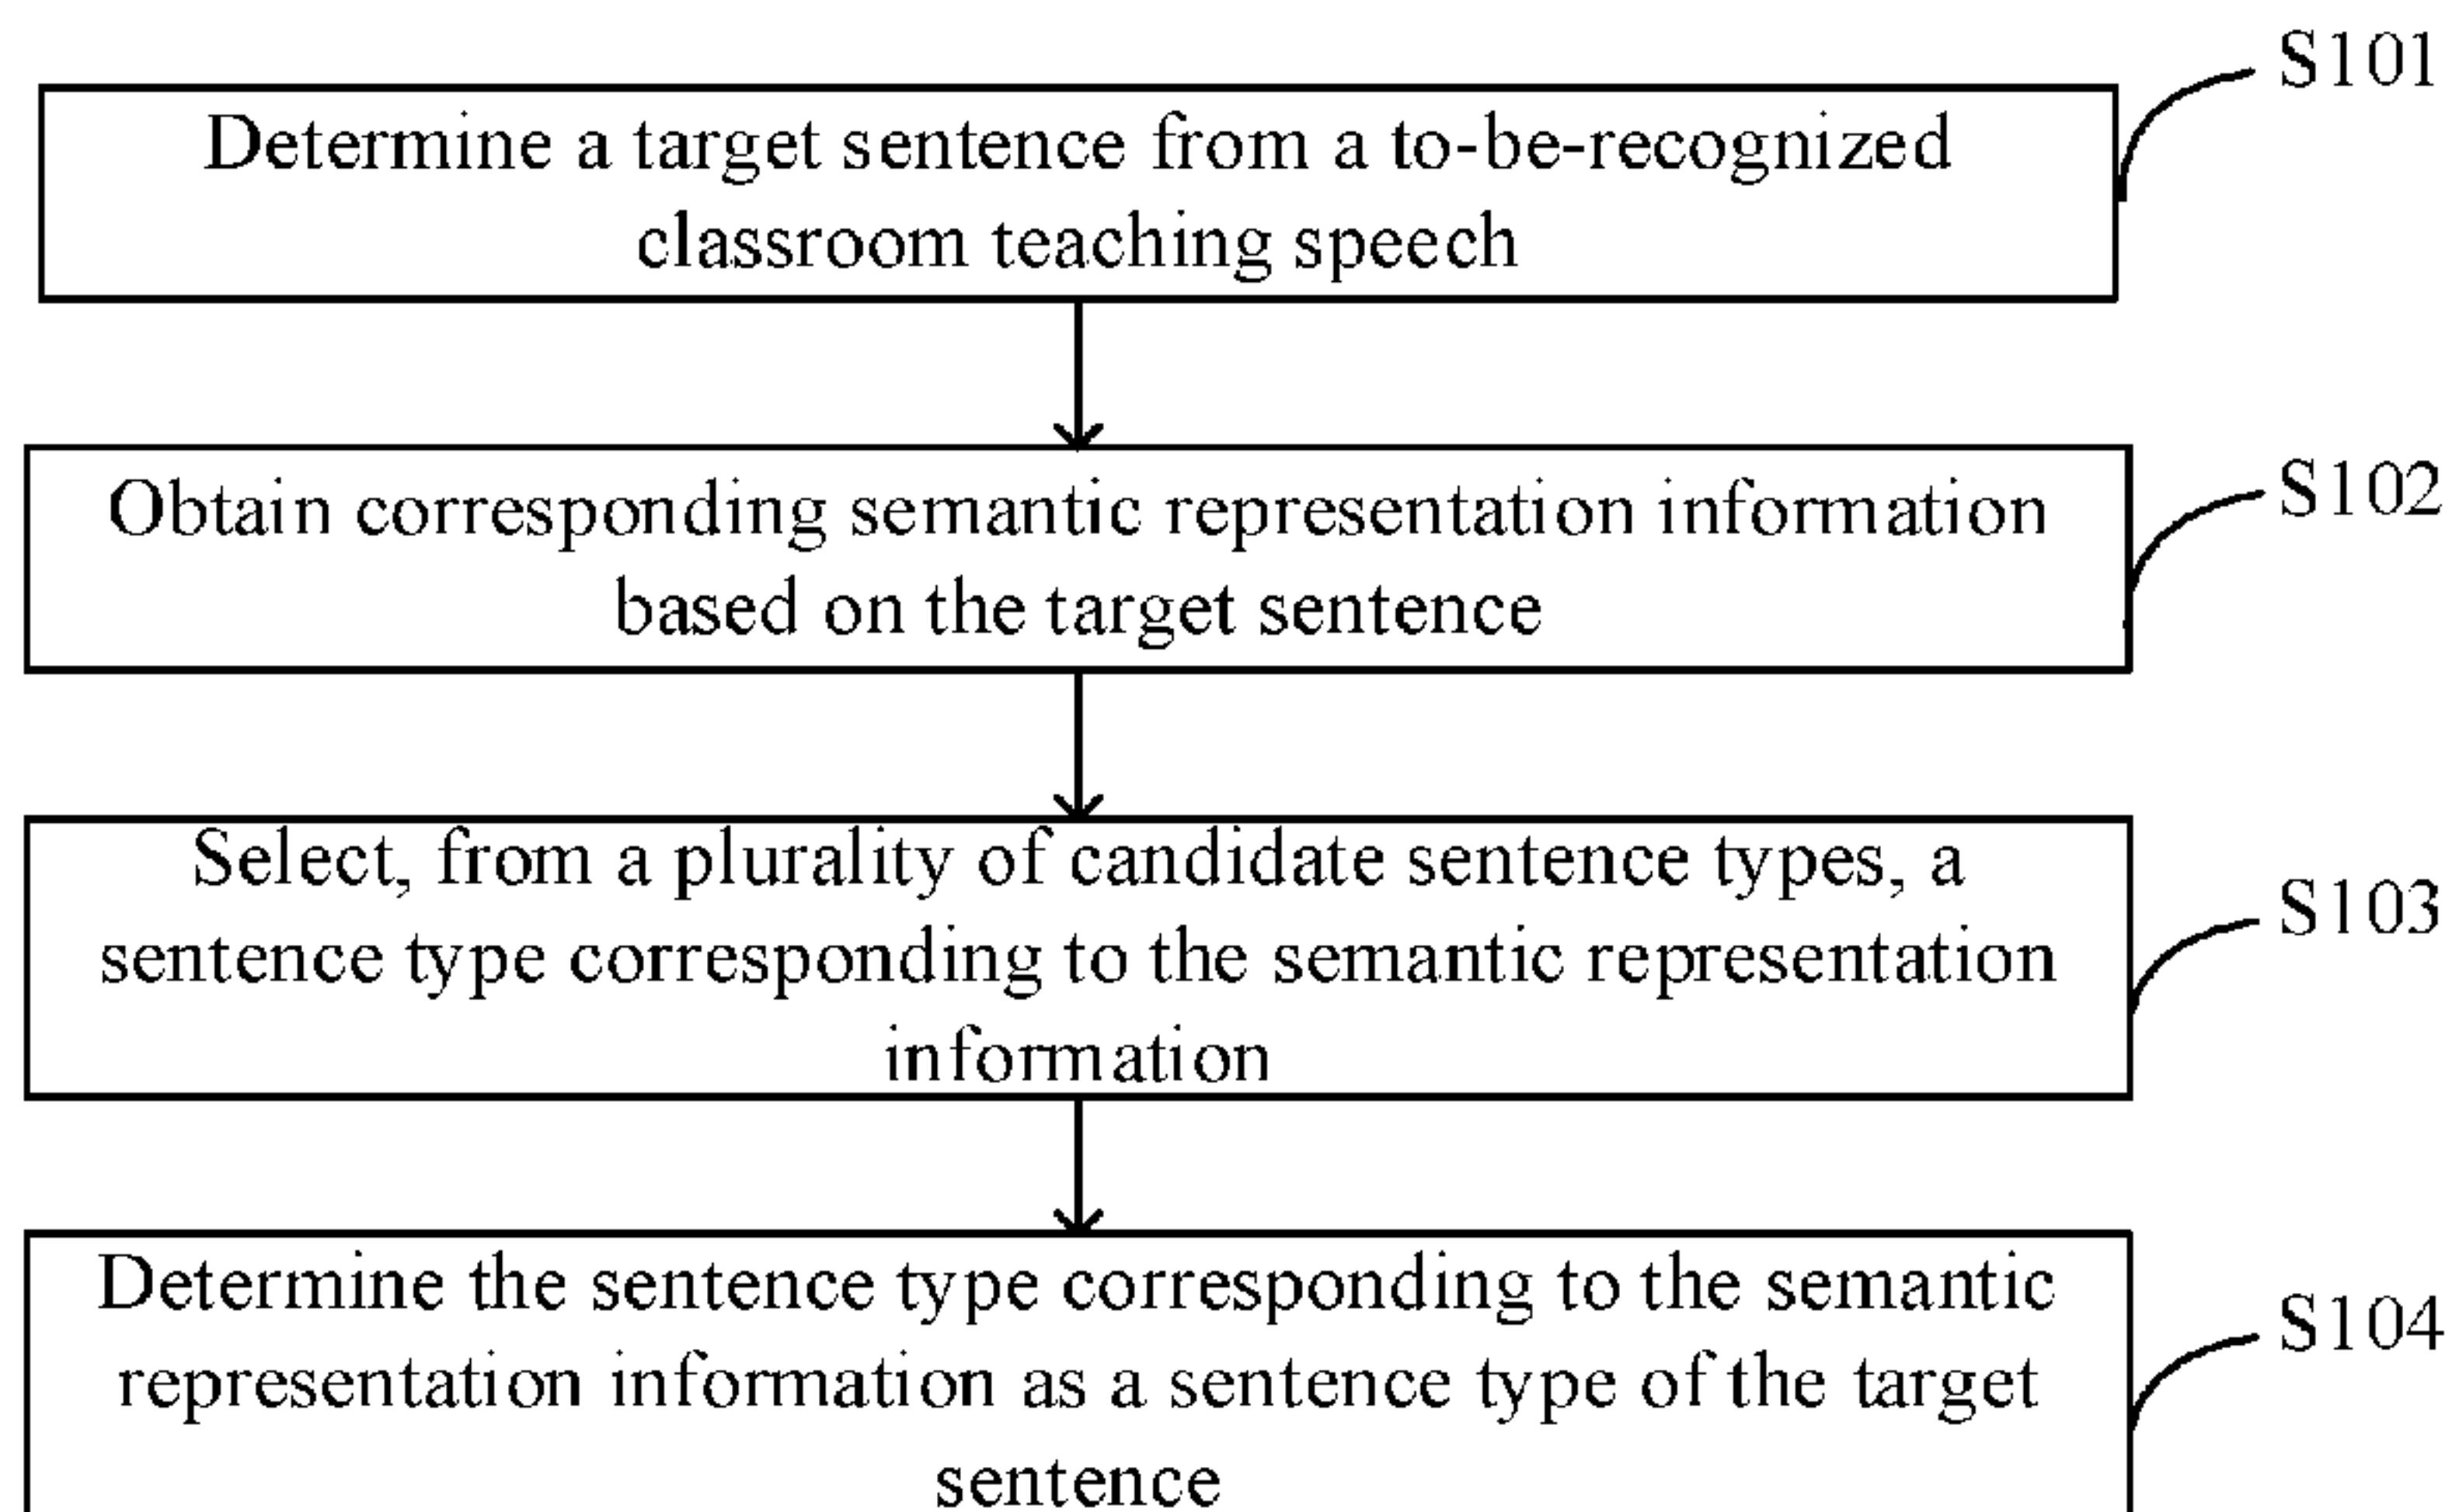 S101
Determine a target sentence from a to-be-recognized
classroom teaching speech
S102
Obtain corresponding semantic representation information
based on the target sentence
S103
Select, from a plurality of candidate sentence types, a
sentence type corresponding to the semantic representation
information
S104
Determine the sentence type corresponding to the semantic
representation information as a sentence type of the target
sentence